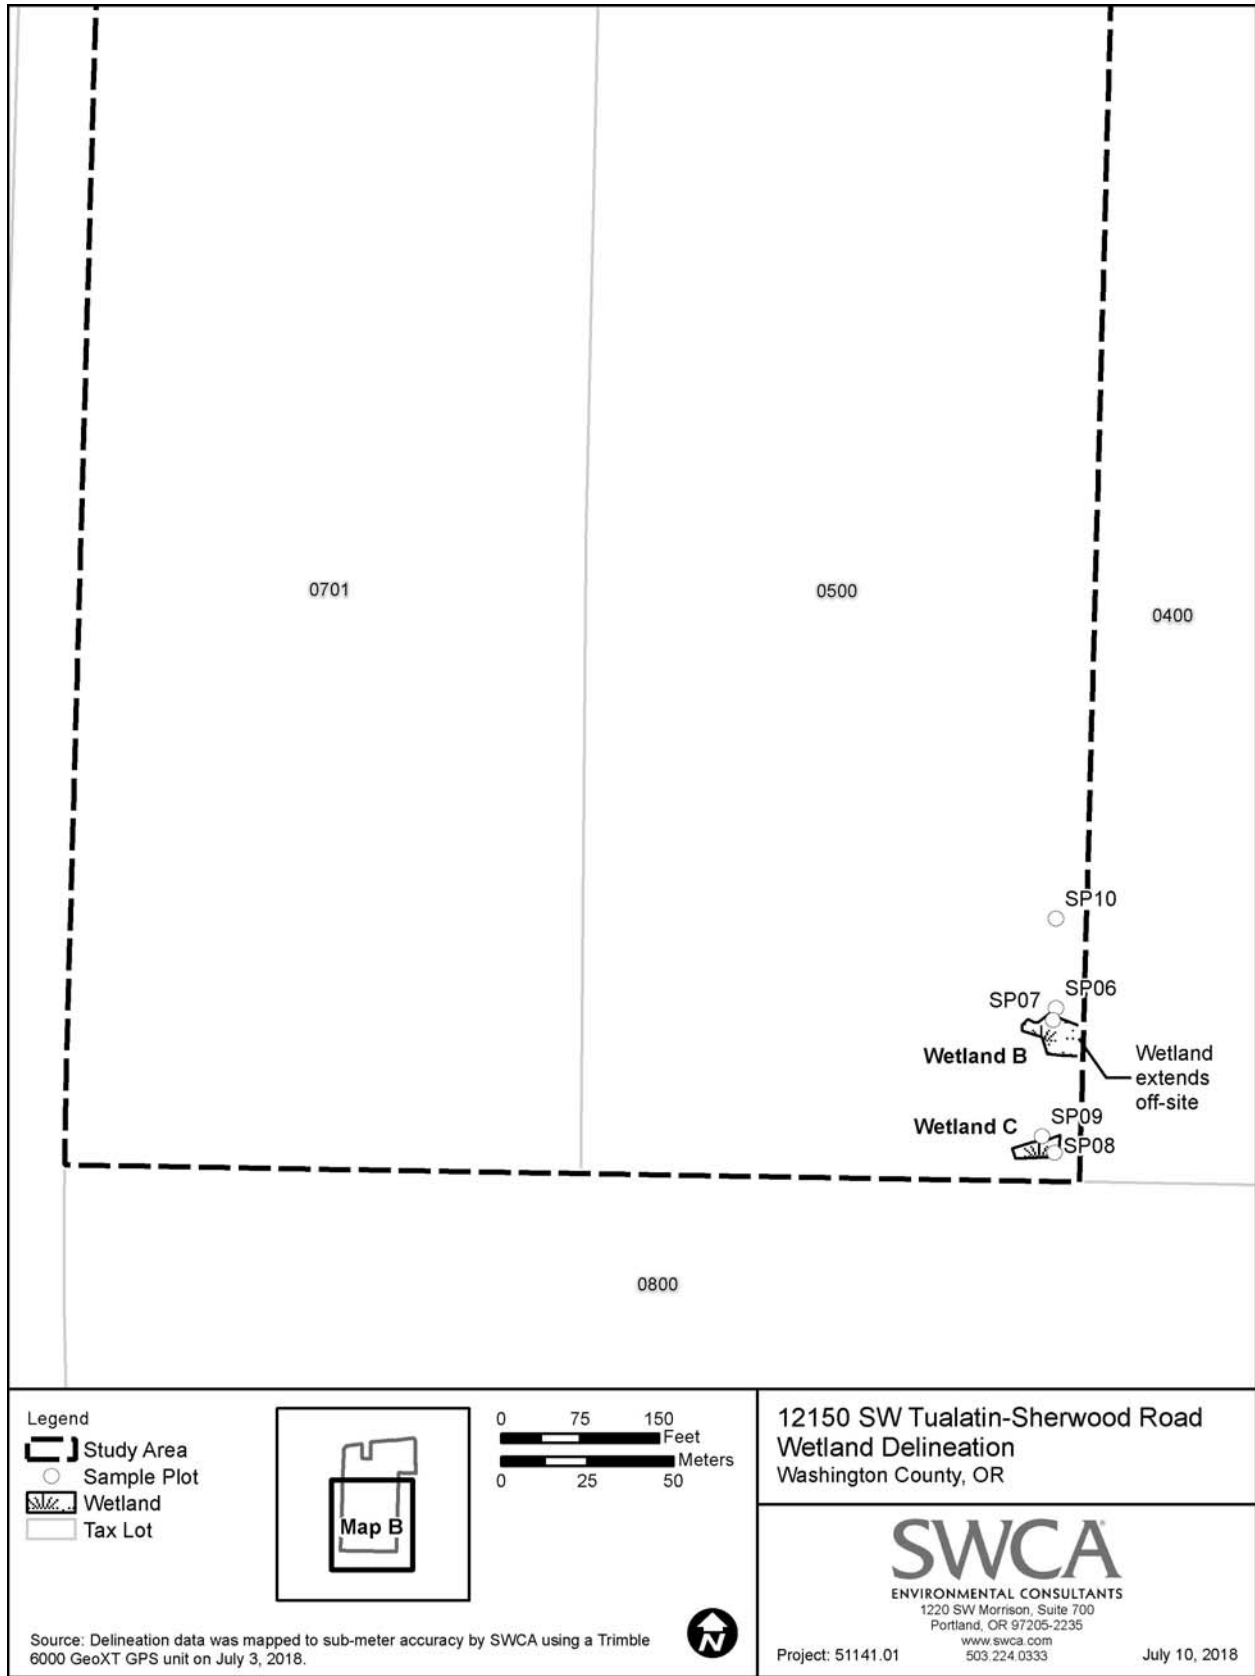 0701
0500
0400
SP10
SP06
SP07
Wetland B
Wetland
extends
off-site
SP09
Wetland C
SP08
0800
Legend
Study Area
Sample Plot
Wetland
Tax Lot
Map B
0 75 150
Feet
Meters
0 25 50
N
Source: Delineation data was mapped to sub-meter accuracy by SWCA using a Trimble
6000 GeoXT GPS unit on July 3, 2018.
12150 SW Tualatin-Sherwood Road
Wetland Delineation
Washington County, OR
SWCA
ENVIRONMENTAL CONSULTANTS
1220 SW Morrison, Suite 700
Portland, OR 97205-2235
www.swca.com
503.224.0333
Project: 51141.01
July 10, 2018